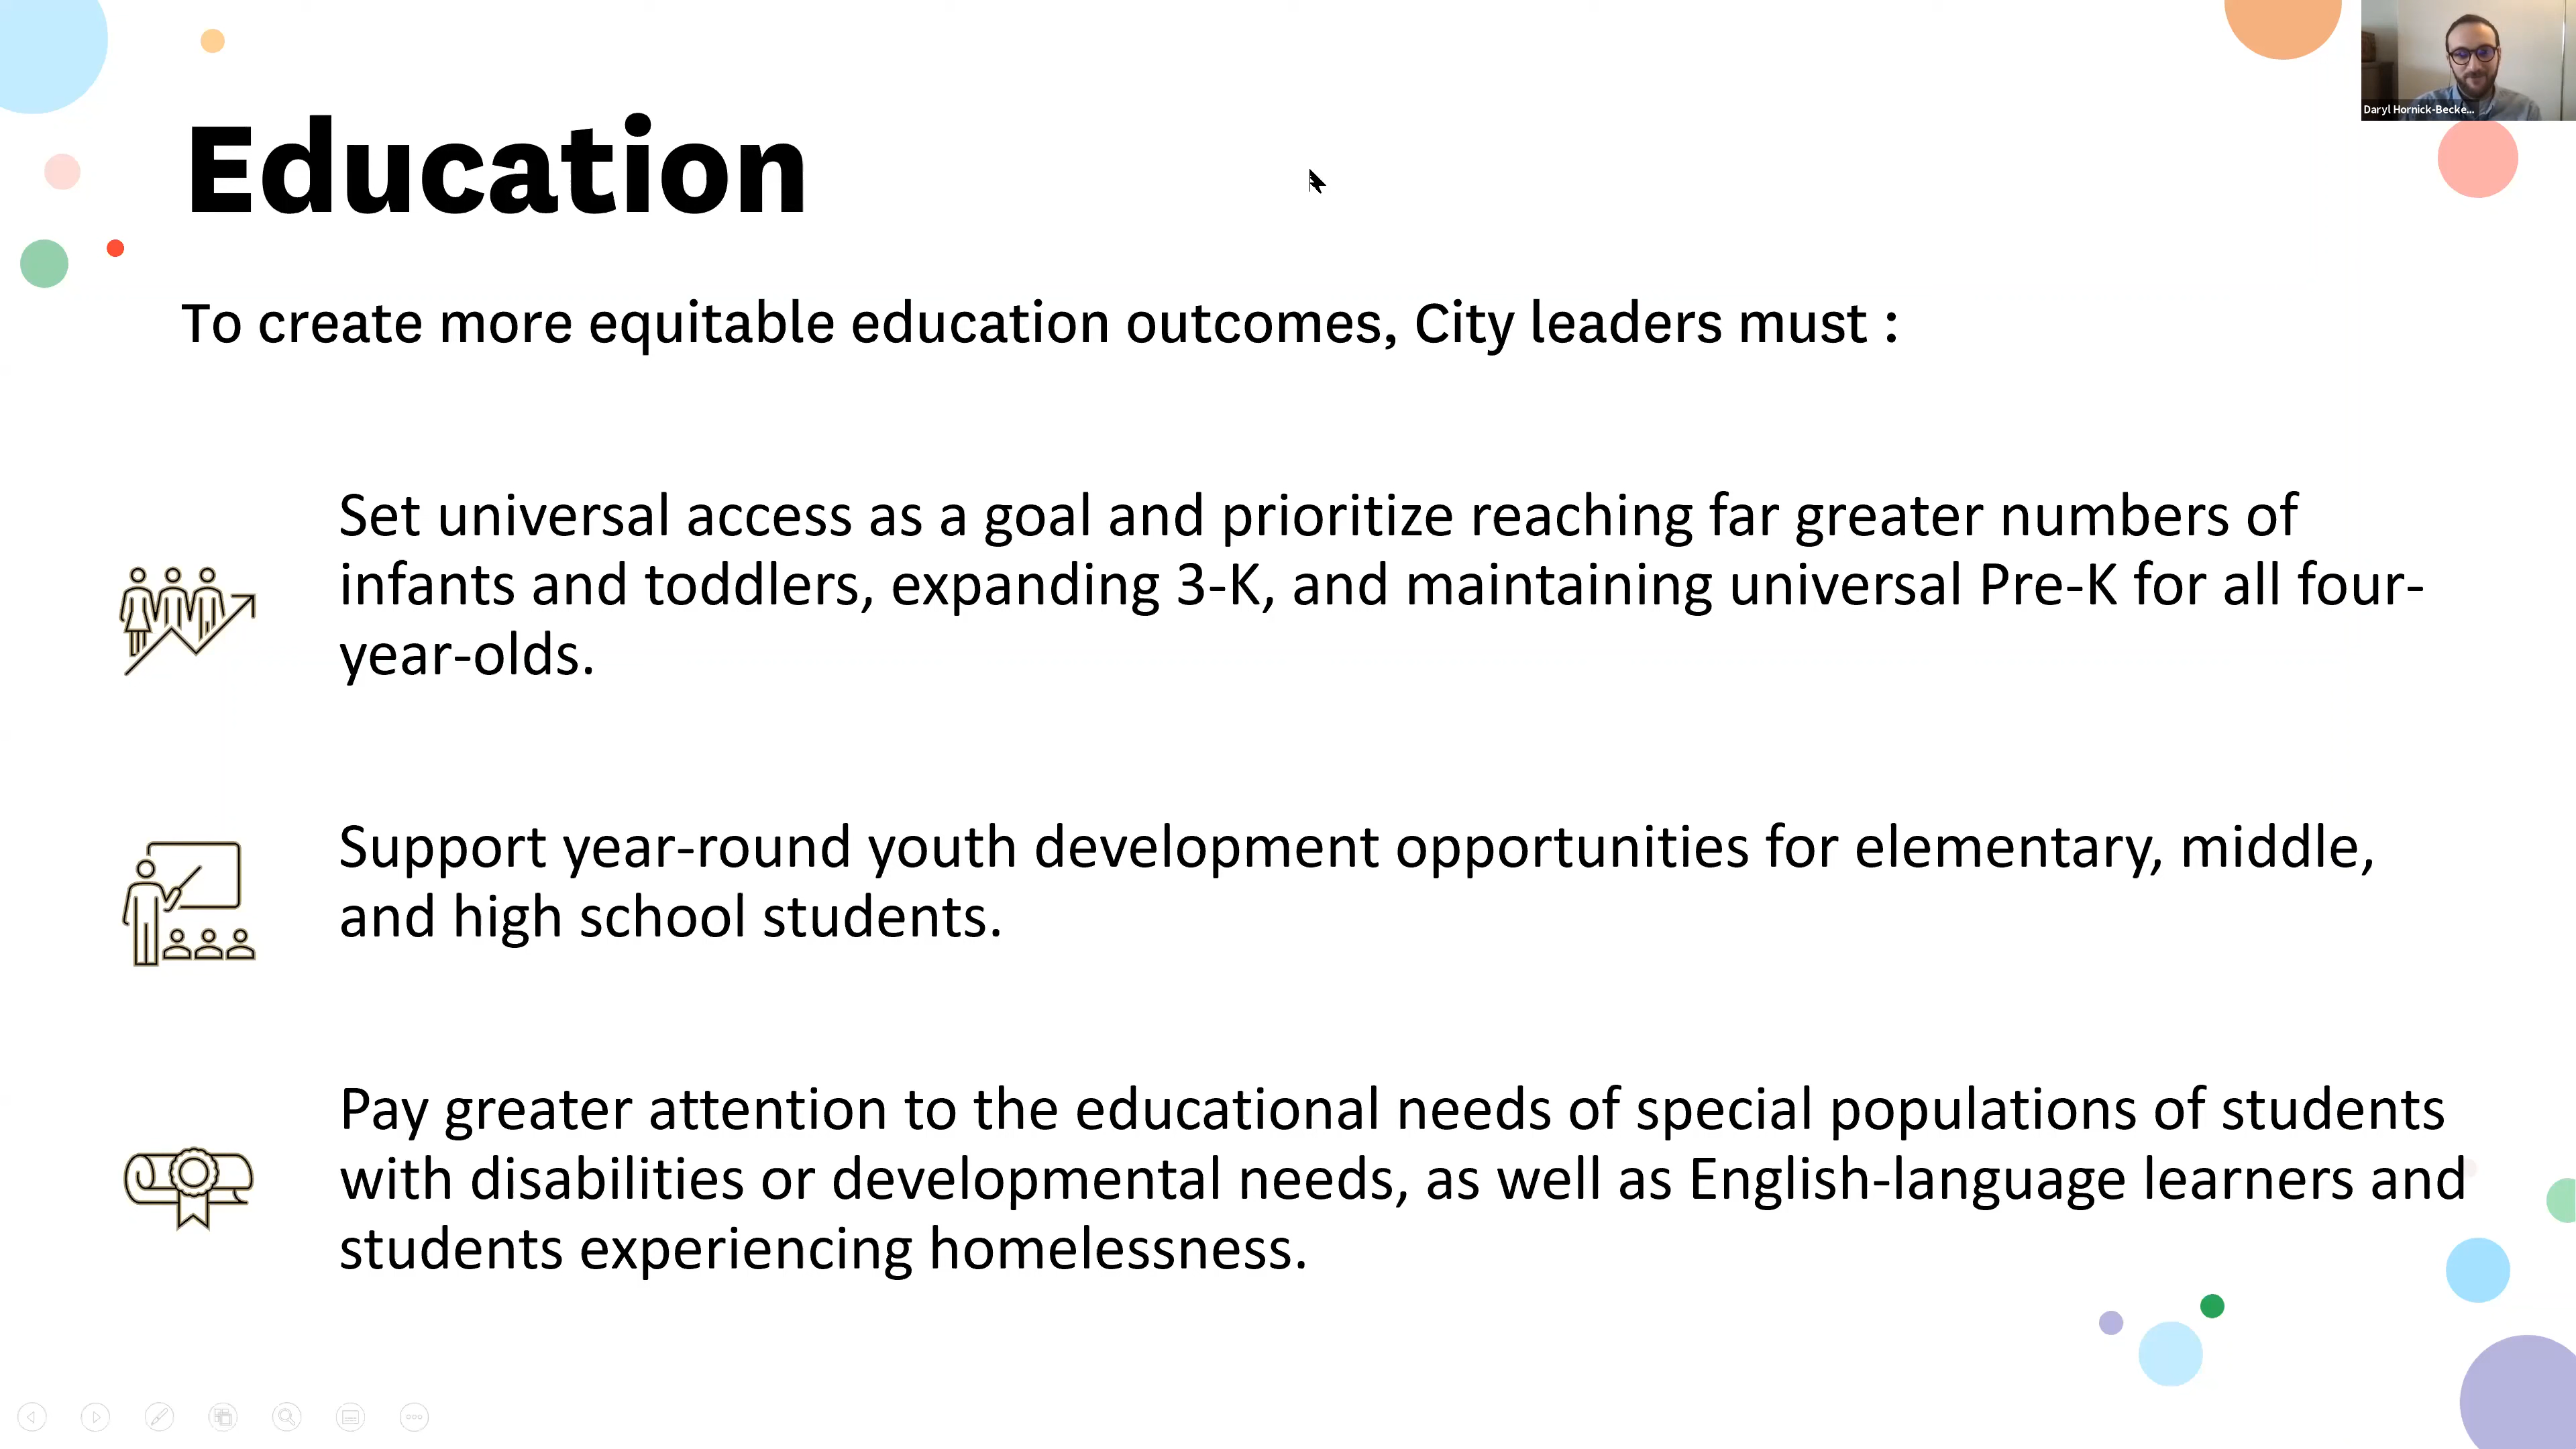 Daryl Hornick-Becke...
Education
To create more equitable education outcomes, City leaders must :
Set universal access as a goal and prioritize reaching far greater numbers of
infants and toddlers, expanding 3-K, and maintaining universal Pre-K for all four-
year-olds.
Support year-round youth development opportunities for elementary, middle,
and high school students.
Pay greater attention to the educational needs of special populations of students
with disabilities or developmental needs, as well as English-language learners and
students experiencing homelessness.